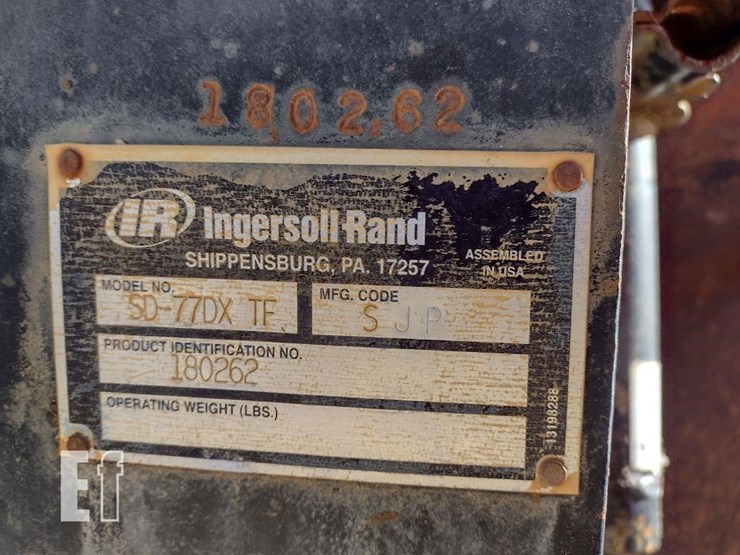 1802.62
IR Ingersoll-Rand
SHIPPENSBURG, PA. 17257
ASSEMBLED
IN USA
MODEL NO.
SD-77DX TF
MFG. CODE
S J P
PRODUCT IDENTIFICATION NO.
180262
OPERATING WEIGHT (LBS.)
13198288
Ef